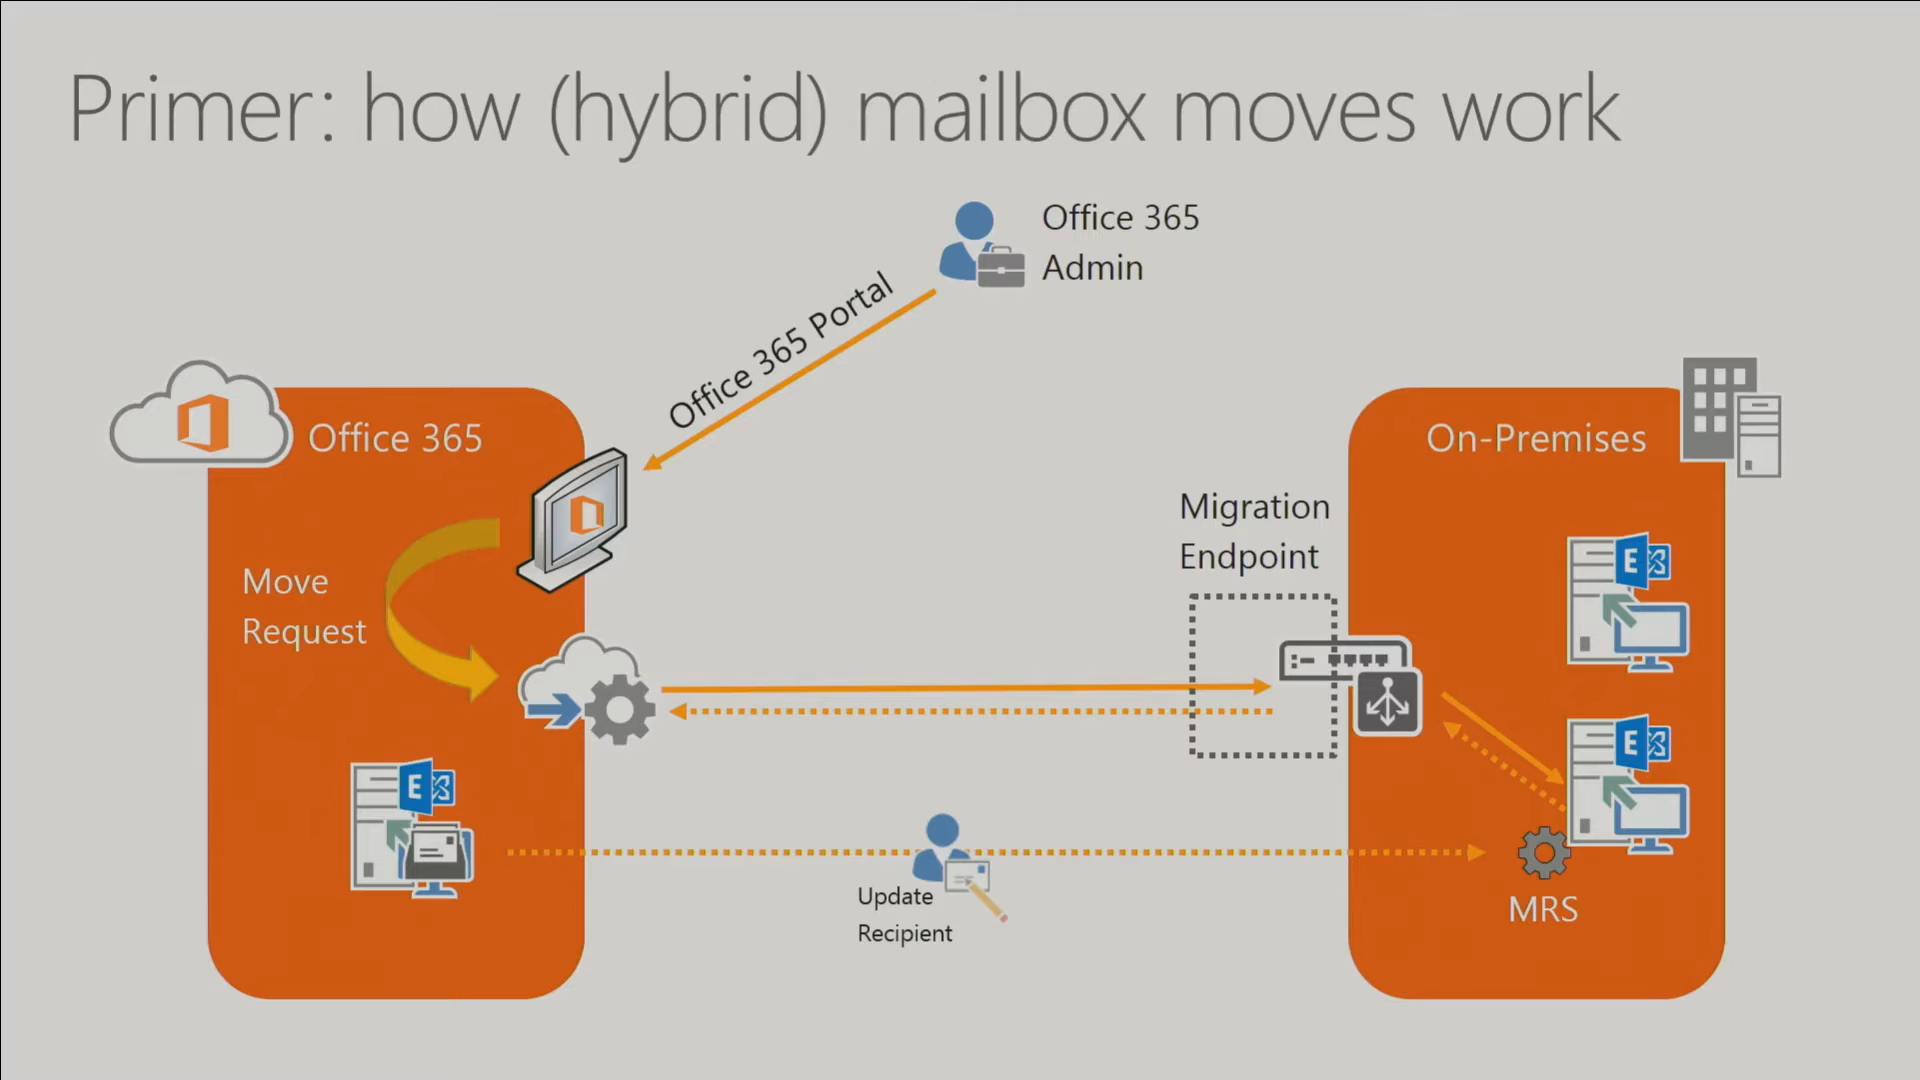 Primer: how (hybrid) mailbox moves work
Office 365
Admin
Office 365 Portal
Office 365
On-Premises
Migration
Endpoint
Move
Request
E
E
E
MRS
Update
Recipient